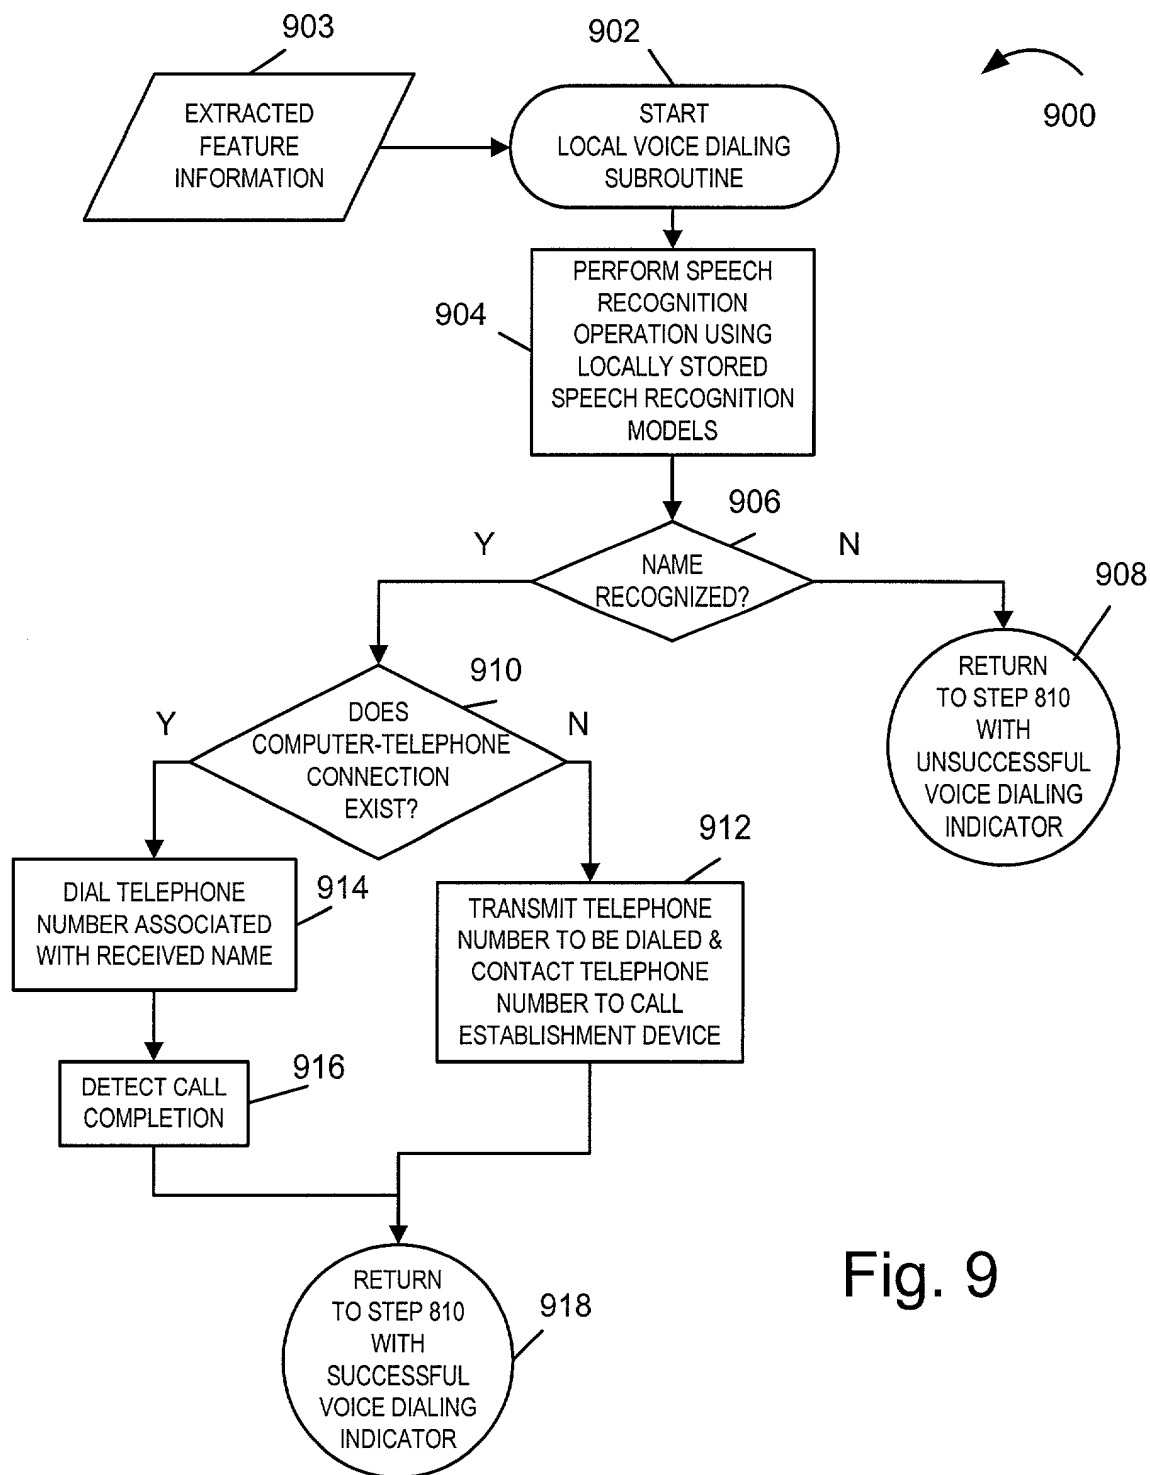 903
EXTRACTED
FEATURE
INFORMATION
902
START
LOCAL VOICE DIALING
SUBROUTINE
900
904
PERFORM SPEECH
RECOGNITION
OPERATION USING
LOCALLY STORED
SPEECH RECOGNITION
MODELS
906
Y
N
NAME
RECOGNIZED?
908
RETURN
TO STEP 810
WITH
UNSUCCESSFUL
VOICE DIALING
INDICATOR
910
Y
N
DOES
COMPUTER-TELEPHONE
CONNECTION
EXIST?
914
DIAL TELEPHONE
NUMBER ASSOCIATED
WITH RECEIVED NAME
912
TRANSMIT TELEPHONE
NUMBER TO BE DIALED &
CONTACT TELEPHONE
NUMBER TO CALL
ESTABLISHMENT DEVICE
916
DETECT CALL
COMPLETION
918
RETURN
TO STEP 810
WITH
SUCCESSFUL
VOICE DIALING
INDICATOR
Fig. 9